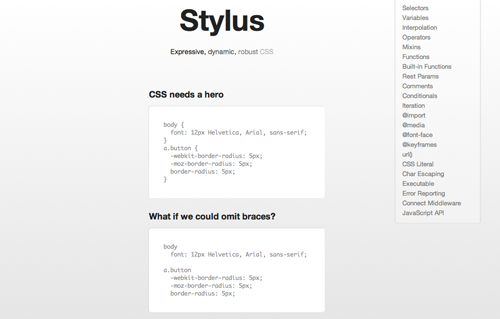 Stylus
Expressive, dynamic, robust CSS
CSS needs a hero
body {
  font: 12px Helvetica, Arial, sans-serif;
}
a.button {
  -webkit-border-radius: 5px;
  -moz-border-radius: 5px;
  border-radius: 5px;
}
What if we could omit braces?
body
  font: 12px Helvetica, Arial, sans-serif;

a.button
  -webkit-border-radius: 5px;
  -moz-border-radius: 5px;
  border-radius: 5px;
Selectors
Variables
Interpolation
Operators
Mixins
Functions
Built-in Functions
Rest Params
Comments
Conditionals
Iteration
@import
@media
@font-face
@keyframes
url()
CSS Literal
Char Escaping
Executable
Error Reporting
Connect Middleware
JavaScript API